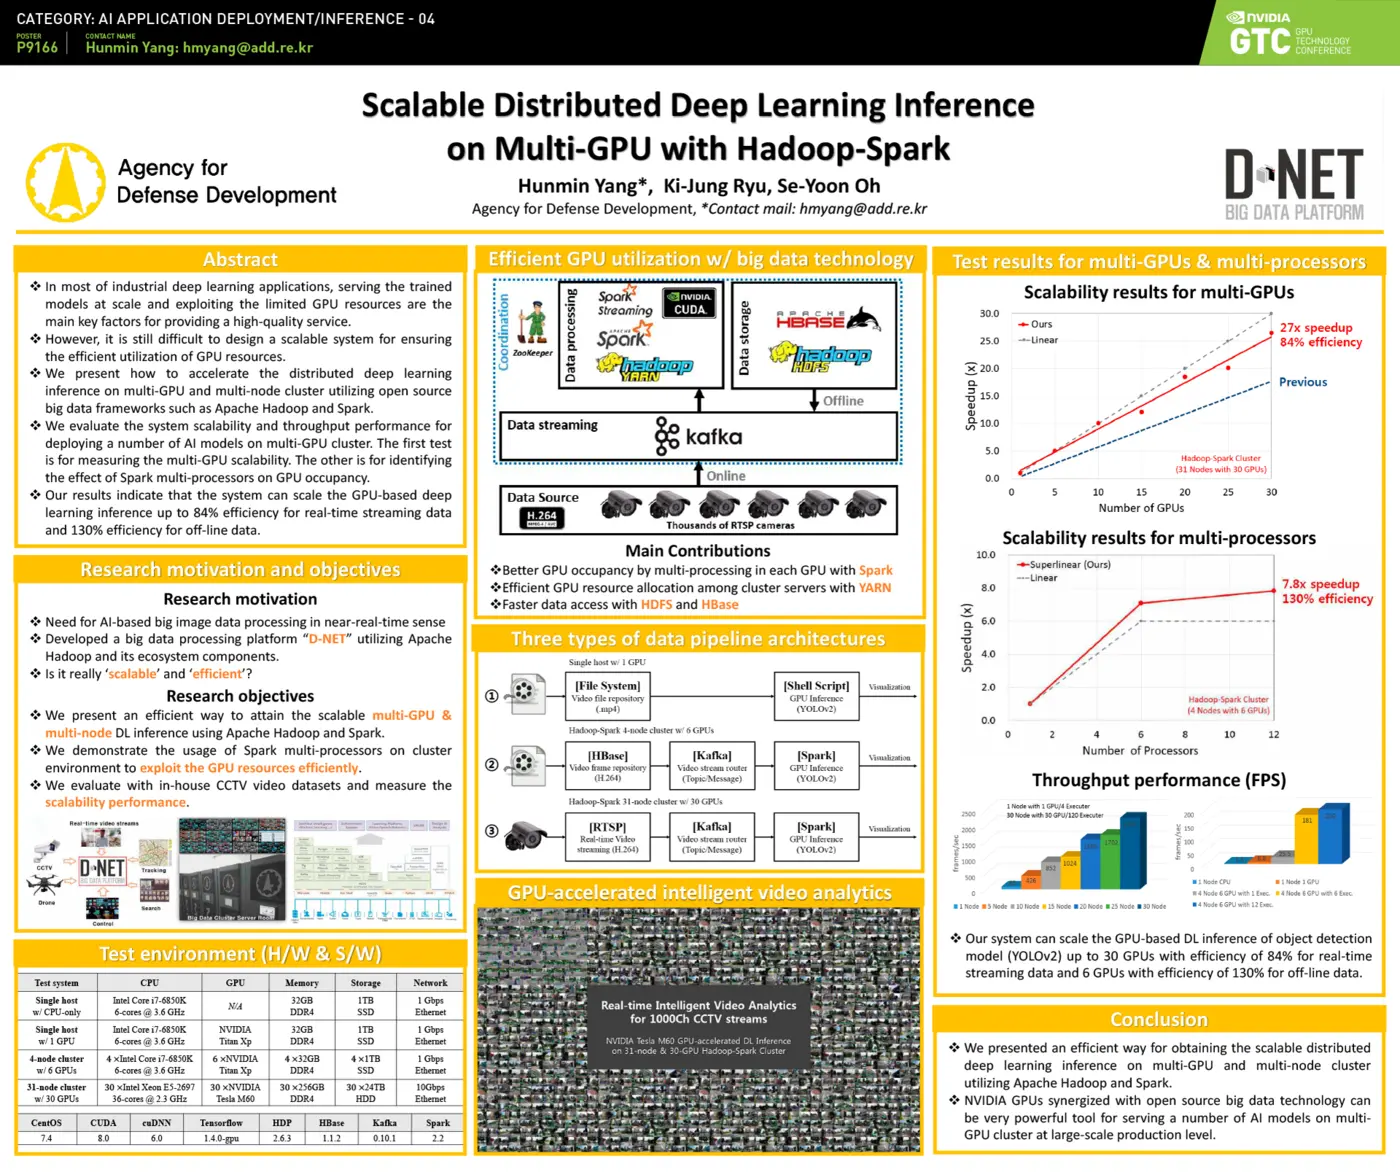 CATEGORY: AI APPLICATION DEPLOYMENT/INFERENCE - 04
POSTER
P9166
CONTACT NAME
Hunmin Yang: hmyang@add.re.kr
NVIDIA
GTC
GPU
TECHNOLOGY
CONFERENCE
Scalable Distributed Deep Learning Inference
on Multi-GPU with Hadoop-Spark
Hunmin Yang*, Ki-Jung Ryu, Se-Yoon Oh
Agency for Defense Development, *Contact mail: hmyang@add.re.kr
Agency for
Defense Development
D-NET
BIG DATA PLATFORM
Abstract
❖ In most of industrial deep learning applications, serving the trained
models at scale and exploiting the limited GPU resources are the
main key factors for providing a high-quality service.
❖ However, it is still difficult to design a scalable system for ensuring
the efficient utilization of GPU resources.
❖ We present how to accelerate the distributed deep learning
inference on multi-GPU and multi-node cluster utilizing open source
big data frameworks such as Apache Hadoop and Spark.
❖ We evaluate the system scalability and throughput performance for
deploying a number of AI models on multi-GPU cluster. The first test
is for measuring the multi-GPU scalability. The other is for identifying
the effect of Spark multi-processors on GPU occupancy.
❖ Our results indicate that the system can scale the GPU-based deep
learning inference up to 84% efficiency for real-time streaming data
and 130% efficiency for off-line data.
Research motivation and objectives
Research motivation
❖ Need for AI-based big image data processing in near-real-time sense
❖ Developed a big data processing platform “D-NET” utilizing Apache
Hadoop and its ecosystem components.
❖ Is it really ‘scalable’ and ‘efficient’?
Research objectives
❖ We present an efficient way to attain the scalable multi-GPU &
multi-node DL inference using Apache Hadoop and Spark.
❖ We demonstrate the usage of Spark multi-processors on cluster
environment to exploit the GPU resources efficiently.
❖ We evaluate with in-house CCTV video datasets and measure the
scalability performance.
Real-time video streams
CCTV
D-NET
BIG DATA PLATFORM
Tracking
Drone
Search
Control
Big Data Cluster Server Room
Test environment (H/W & S/W)
Test system CPU GPU Memory Storage Network
Single host Intel Core i7-6850K N/A 32GB 1TB 1 Gbps
w/ CPU-only 6-cores @ 3.6 GHz DDR4 SSD Ethernet
Single host Intel Core i7-6850K NVIDIA 32GB 1TB 1 Gbps
w/ 1 GPU 6-cores @ 3.6 GHz Titan Xp DDR4 SSD Ethernet
4-node cluster 4 ×Intel Core i7-6850K 6 ×NVIDIA 4 ×32GB 4 ×1TB 1 Gbps
w/ 6 GPUs 6-cores @ 3.6 GHz Titan Xp DDR4 SSD Ethernet
31-node cluster 30 ×Intel Xeon E5-2697 30 ×NVIDIA 30 ×256GB 30 ×24TB 10Gbps
w/ 30 GPUs 36-cores @ 2.3 GHz Tesla M60 DDR4 HDD Ethernet
CentOS CUDA cuDNN Tensorflow HDP HBase Kafka Spark
7.4 8.0 6.0 1.4.0-gpu 2.6.3 1.1.2 0.10.1 2.2
Efficient GPU utilization w/ big data technology
Coordination
ZooKeeper
Data processing
Spark
Streaming
NVIDIA
CUDA
APACHE
Spark
hadoop
YARN
Data storage
APACHE
HBASE
hadoop
HDFS
Offline
Data streaming
kafka
Online
Data Source
H.264
Thousands of RTSP cameras
Main Contributions
❖Better GPU occupancy by multi-processing in each GPU with Spark
❖Efficient GPU resource allocation among cluster servers with YARN
❖Faster data access with HDFS and HBase
Three types of data pipeline architectures
Single host w/ 1 GPU
①
[File System]
Video file repository
(.mp4)
[Shell Script]
GPU Inference
(YOLOv2)
Visualization
Hadoop-Spark 4-node cluster w/ 6 GPUs
②
[HBase]
Video frame repository
(H.264)
[Kafka]
Video stream router
(Topic/Message)
[Spark]
GPU Inference
(YOLOv2)
Visualization
Hadoop-Spark 31-node cluster w/ 30 GPUs
③
[RTSP]
Real-time Video
streaming (H.264)
[Kafka]
Video stream router
(Topic/Message)
[Spark]
GPU Inference
(YOLOv2)
Visualization
GPU-accelerated intelligent video analytics
Real-time Intelligent Video Analytics
for 1000Ch CCTV streams
NVIDIA Tesla M60 GPU-accelerated DL Inference
on 31-node & 30-GPU Hadoop-Spark Cluster
Test results for multi-GPUs & multi-processors
Scalability results for multi-GPUs
30.0
25.0
20.0
15.0
10.0
5.0
0.0
Speedup (x)
Ours
Linear
27x speedup
84% efficiency
Previous
Hadoop-Spark Cluster
(31 Nodes with 30 GPUs)
0 5 10 15 20 25 30
Number of GPUs
Scalability results for multi-processors
10.0
8.0
6.0
4.0
2.0
0.0
Speedup (x)
Superlinear (Ours)
Linear
7.8x speedup
130% efficiency
Hadoop-Spark Cluster
(4 Nodes with 6 GPUs)
0 2 4 6 8 10 12
Number of Processors
Throughput performance (FPS)
1 Node with 1 GPU/4 Executer
30 Node with 30 GPU/120 Executer
2500
2000
1500
1000
500
0
frames/sec
426
892
1024
1702
1 Node 5 Node 10 Node 15 Node 20 Node 25 Node 30 Node
200
150
100
50
0
frames/sec
181
1 Node CPU
1 Node 1 GPU
4 Node 6 GPU with 1 Exec.
4 Node 6 GPU with 6 Exec.
4 Node 6 GPU with 12 Exec.
❖ Our system can scale the GPU-based DL inference of object detection
model (YOLOv2) up to 30 GPUs with efficiency of 84% for real-time
streaming data and 6 GPUs with efficiency of 130% for off-line data.
Conclusion
❖ We presented an efficient way for obtaining the scalable distributed
deep learning inference on multi-GPU and multi-node cluster
utilizing Apache Hadoop and Spark.
❖ NVIDIA GPUs synergized with open source big data technology can
be very powerful tool for serving a number of AI models on multi-
GPU cluster at large-scale production level.